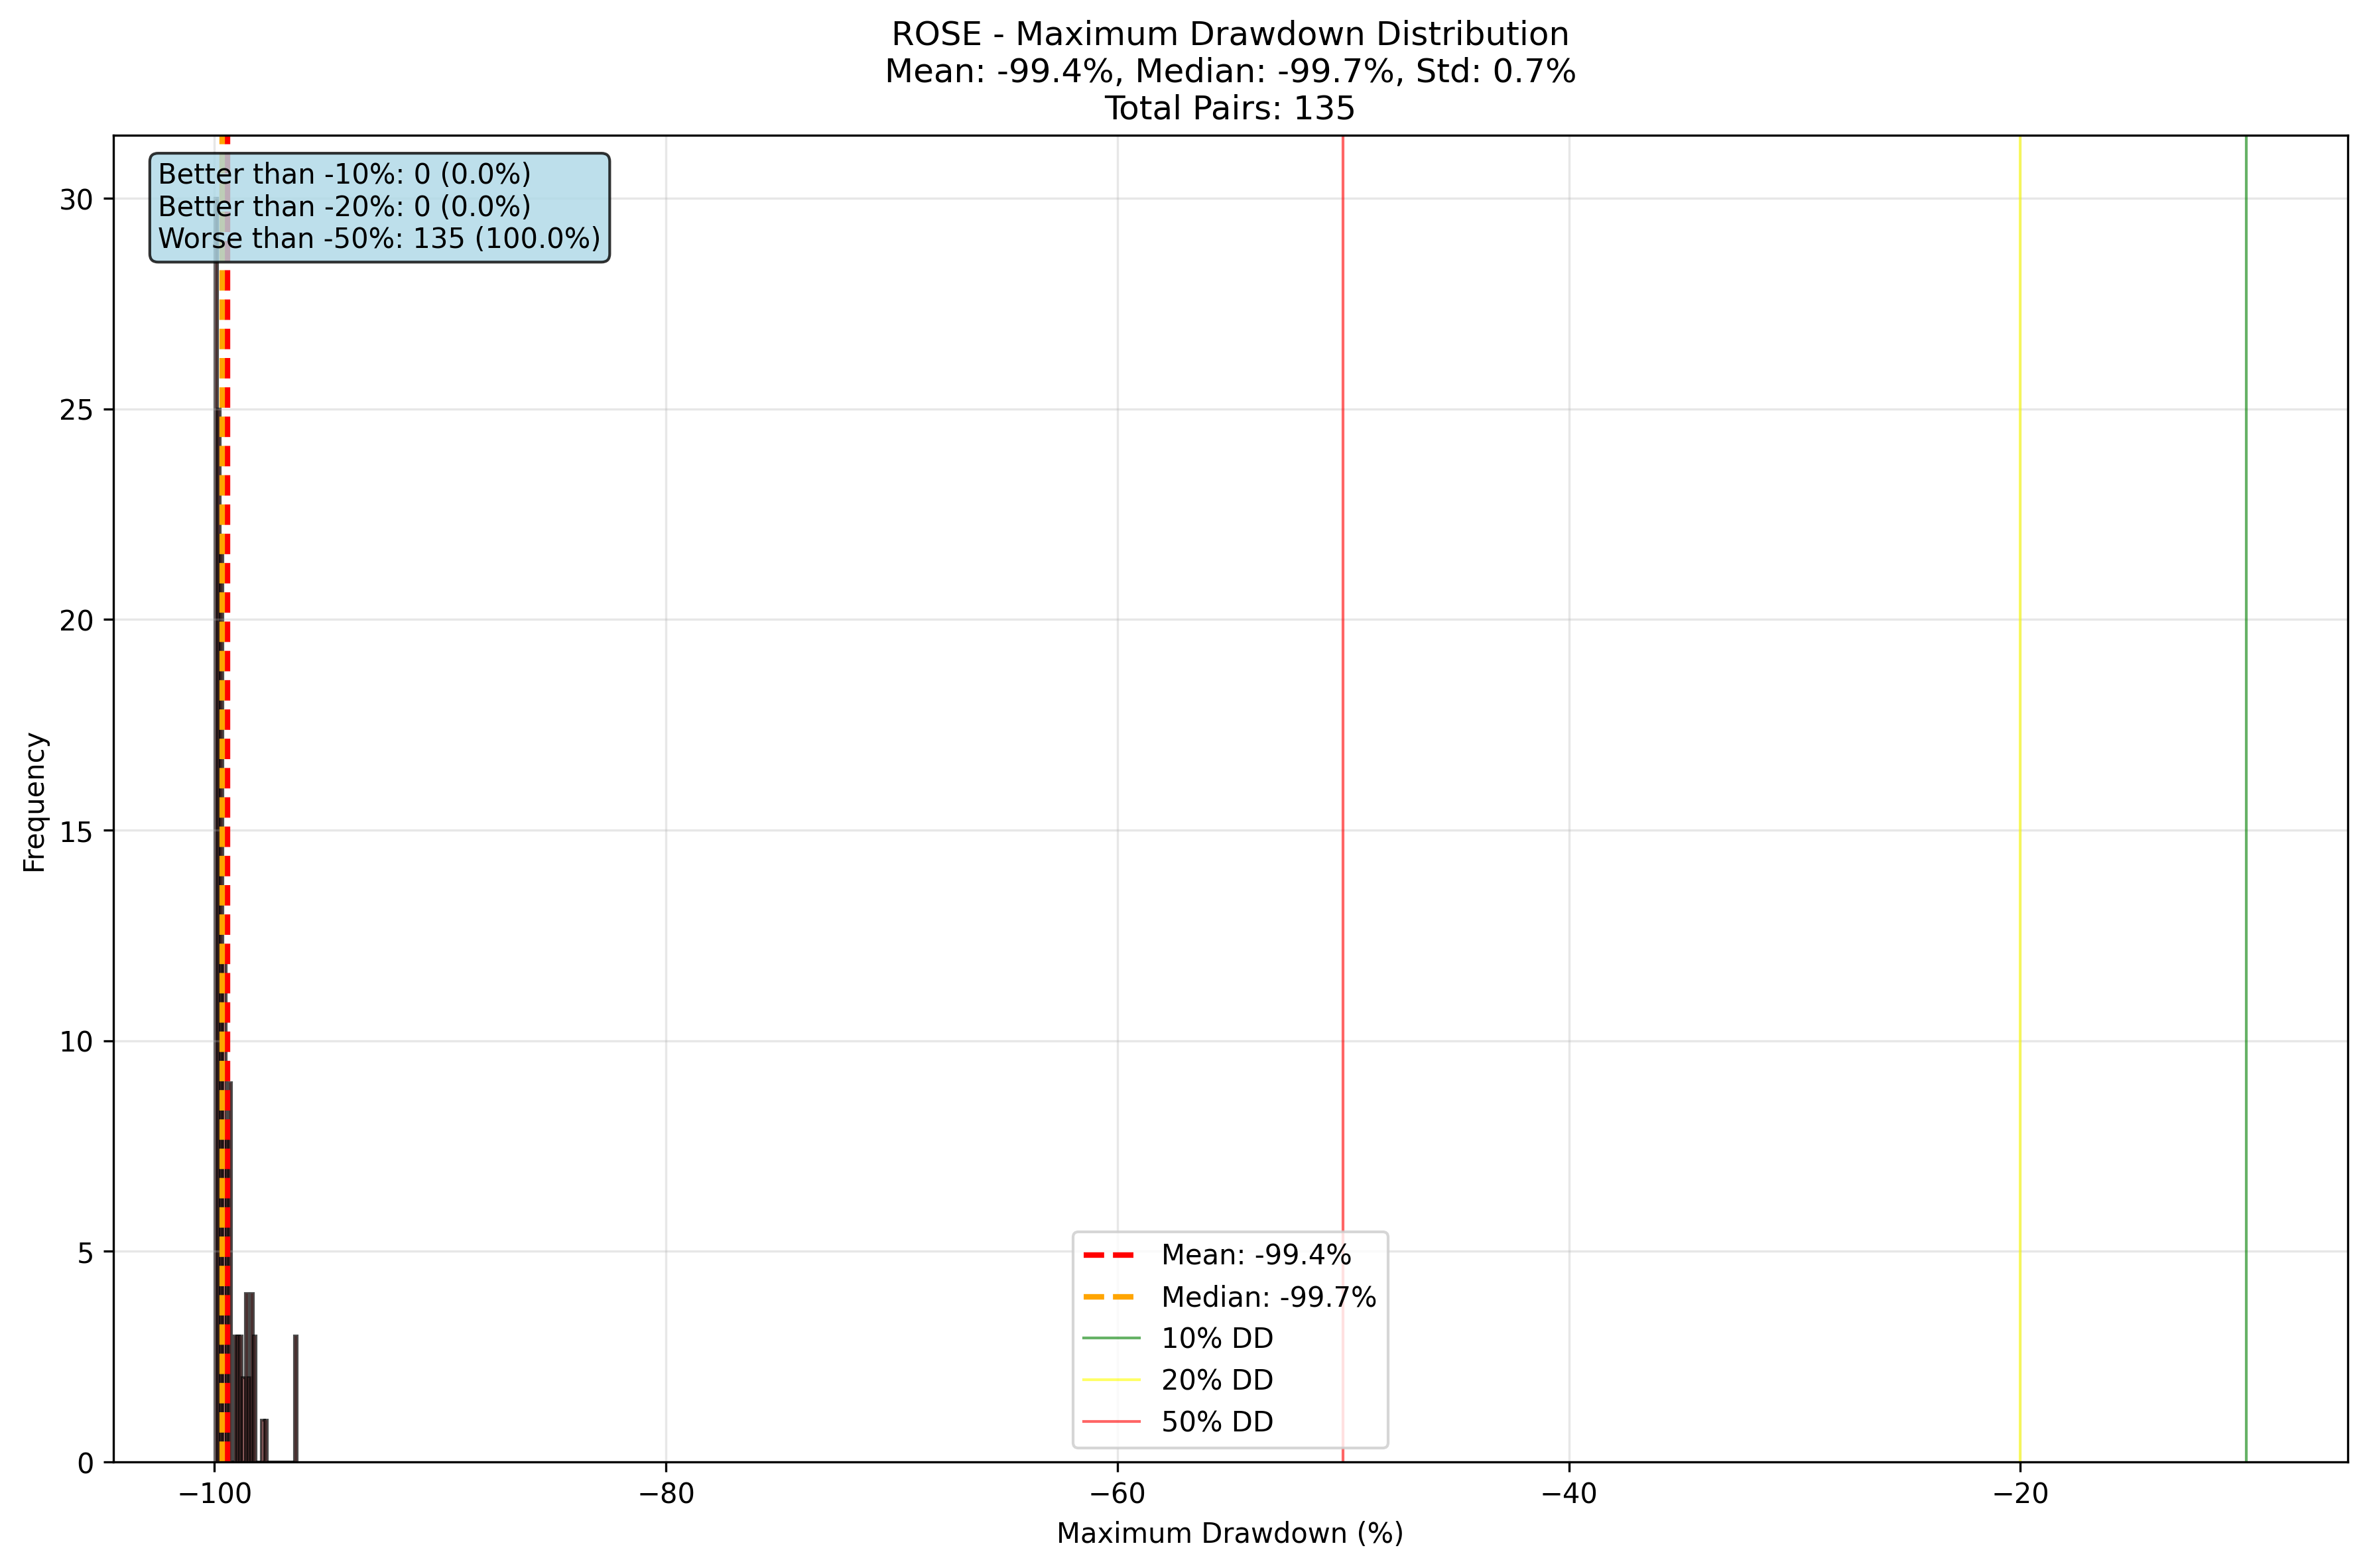 ROSE - Maximum Drawdown Distribution
Mean: -99.4%, Median: -99.7%, Std: 0.7%
Total Pairs: 135
Better than -10%: 0 (0.0%)
Better than -20%: 0 (0.0%)
Worse than -50%: 135 (100.0%)
30
25
20
15
10
5
0
Frequency
Mean: -99.4%
Median: -99.7%
10% DD
20% DD
50% DD
−100
−80
−60
−40
−20
Maximum Drawdown (%)